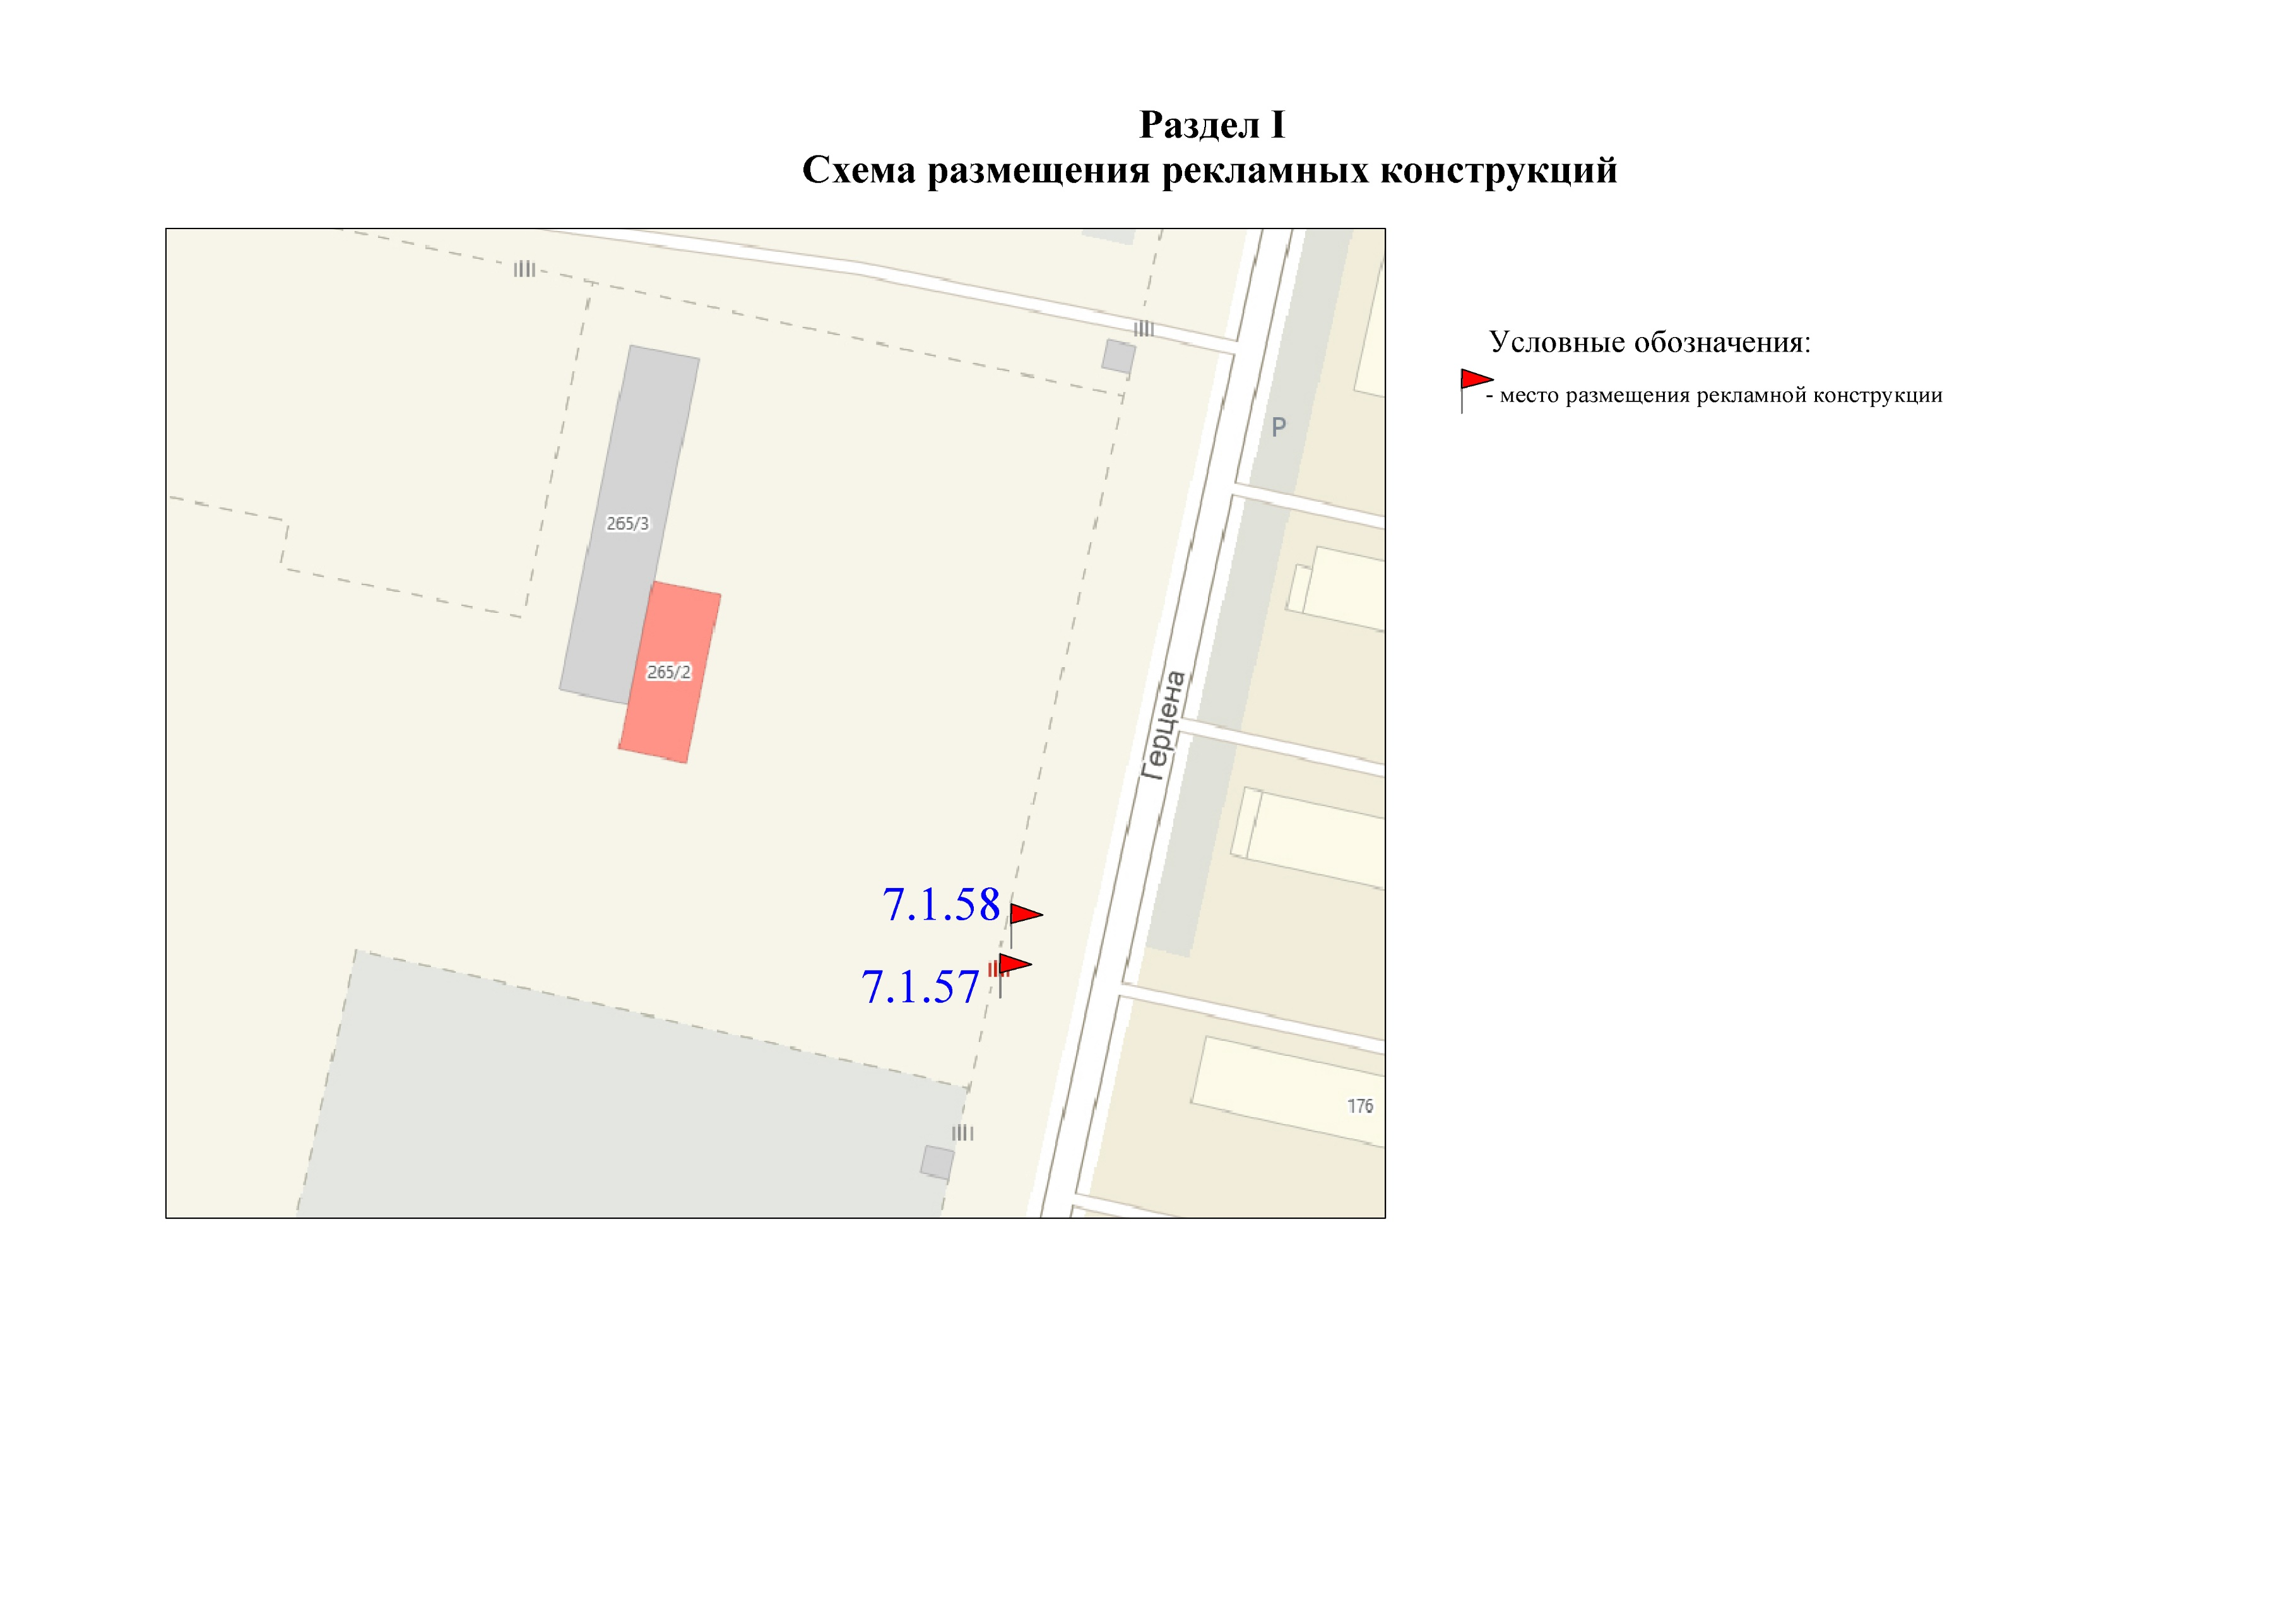 Раздел I
Схема размещения рекламных конструкций
Условные обозначения:
- место размещения рекламной конструкции
P
265/3
265/2
Герцена
7.1.58
7.1.57
176